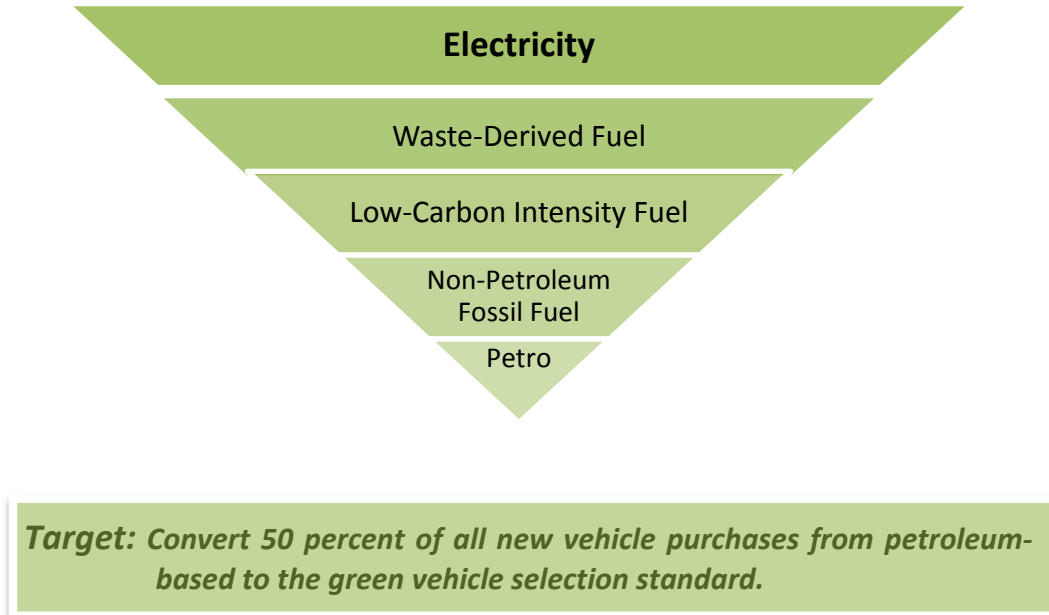 Electricity
Waste-Derived Fuel
Low-Carbon Intensity Fuel
Non-Petroleum
Fossil Fuel
Petro
Target: Convert 50 percent of all new vehicle purchases from petroleum-
based to the green vehicle selection standard.